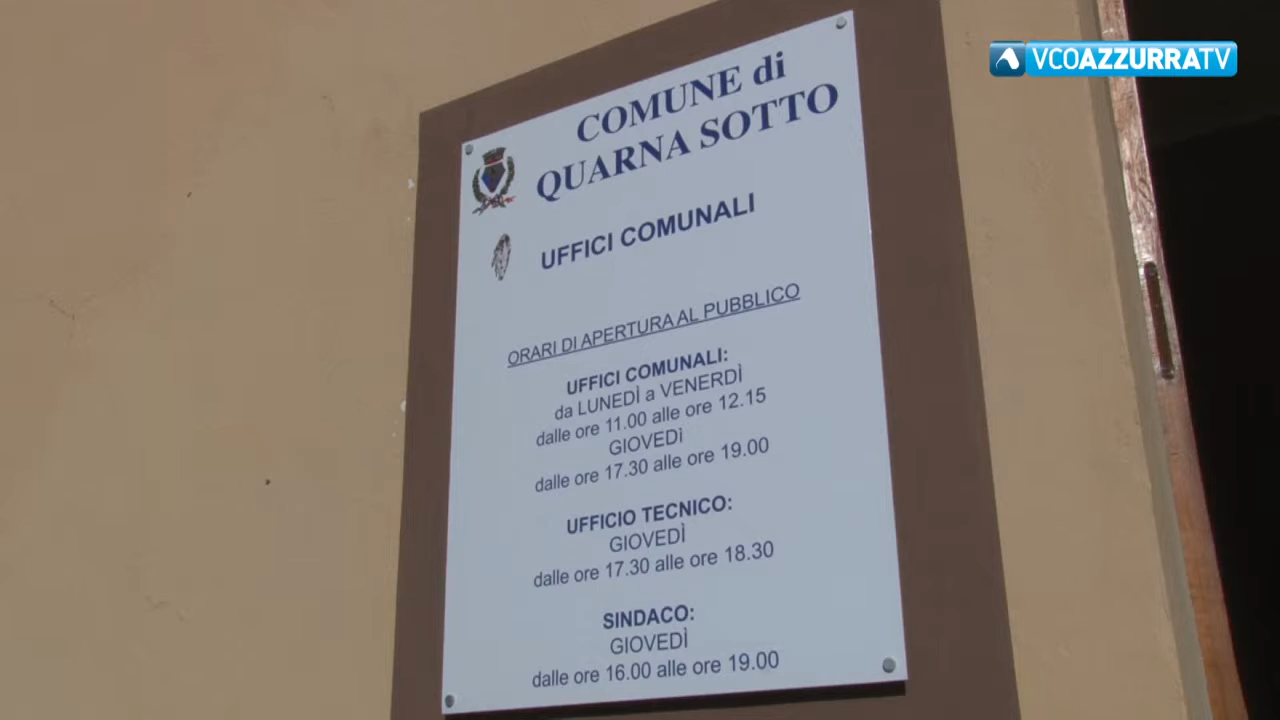 VCOAZZURRATV
COMUNE di
QUARNA SOTTO
UFFICI COMUNALI
ORARI DI APERTURA AL PUBBLICO
UFFICI COMUNALI:
da LUNEDÌ a VENERDÌ
dalle ore 11.00 alle ore 12.15
GIOVEDì
dalle ore 17.30 alle ore 19.00
UFFICIO TECNICO:
GIOVEDÌ
dalle ore 17.30 alle ore 18.30
SINDACO:
GIOVEDÌ
dalle ore 16.00 alle ore 19.00